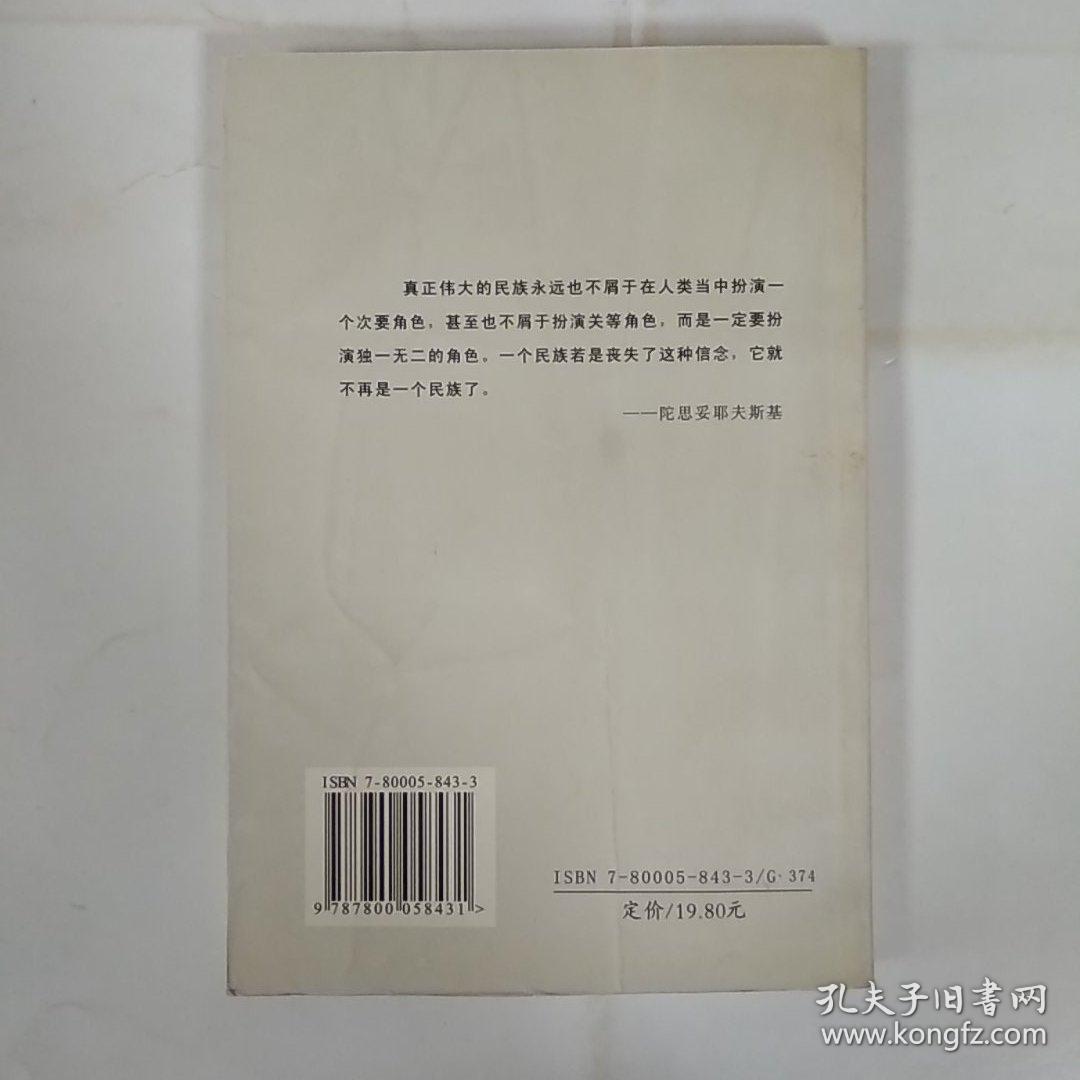 真正伟大的民族永远也不屑于在人类当中扮演一
个次要角色，甚至也不屑于扮演关等角色，而是一定要扮
演独一无二的角色。一个民族若是丧失了这种信念，它就
不再是一个民族了。
——陀思妥耶夫斯基
ISBN 7-80005-843-3
9 787800 058431 >
ISBN 7-80005-843-3/G·374
定价/19.80元
孔夫子旧書网
www.kongfz.com